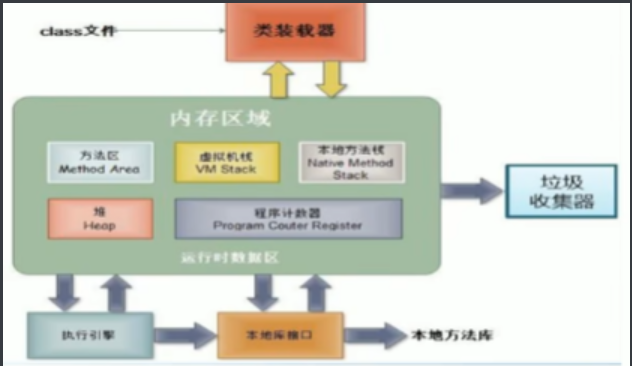 class文件
类装载器
内存区域
方法区
Method Area
虚拟机栈
VM Stack
本地方法栈
Native Method
Stack
堆
Heap
程序计数器
Program Couter Register
运行时数据区
垃圾
收集器
执行引擎
本地库接口
本地方法库